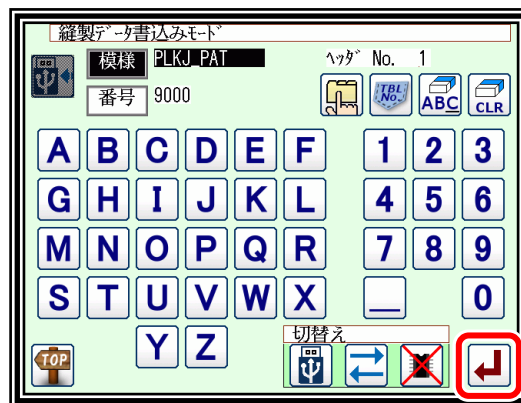 縫製ﾃﾞｰﾀ書込みﾓｰﾄﾞ
模様 PLKJ_PAT ﾍｯﾀﾞ No. 1
番号 9000
TBL No. ABC CLR
A B C D E F 1 2 3
G H I J K L 4 5 6
M N O P Q R 7 8 9
S T U V W X _ 0
Y Z
切替え
TOP